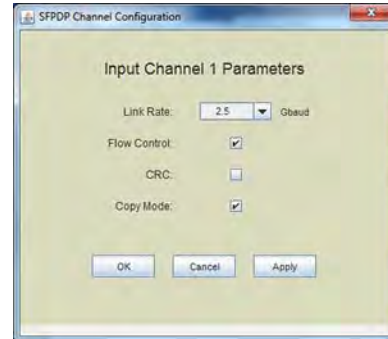 SFPDP Channel Configuration
Input Channel 1 Parameters
Link Rate: 2.5 Gbaud
Flow Control:
CRC:
Copy Mode:
OK Cancel Apply